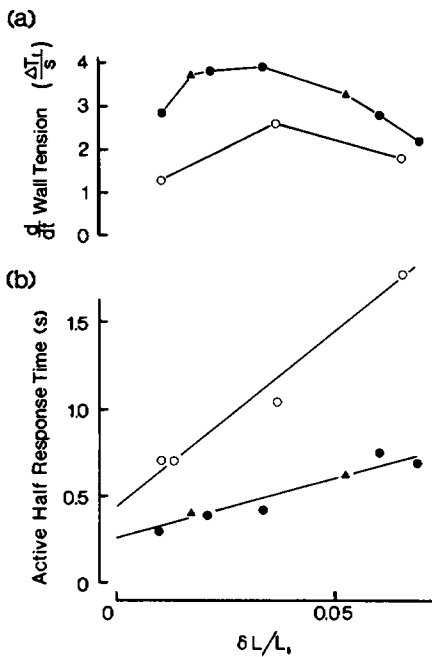 (a)
d/dt Wall Tension (ΔT_L/s)
4
3
2
1
0
(b)
Active Half Response Time (s)
1.5
1.0
0.5
0
0
0.05
δL/L.